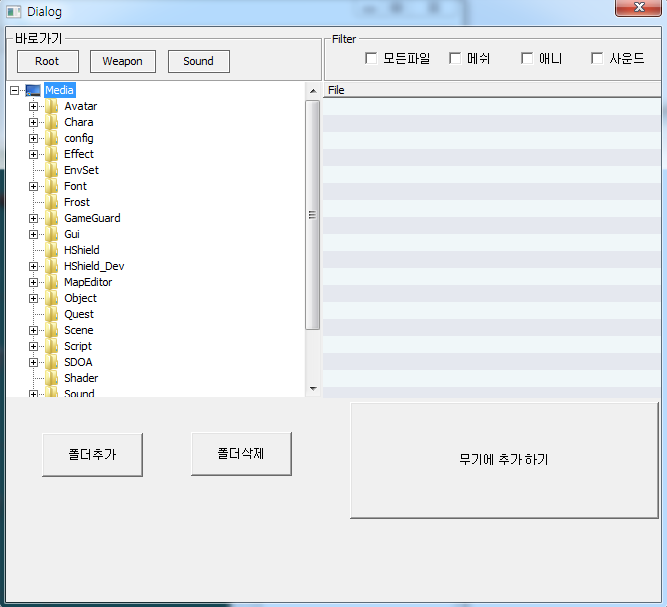 Dialog
바로가기
Root Weapon Sound
Filter
모든파일 메쉬 애니 사운드
Media
Avatar
Chara
config
Effect
EnvSet
Font
Frost
GameGuard
Gui
HShield
HShield_Dev
MapEditor
Object
Quest
Scene
Script
SDOA
Shader
Sound
File
폴더추가 폴더삭제 무기에 추가하기